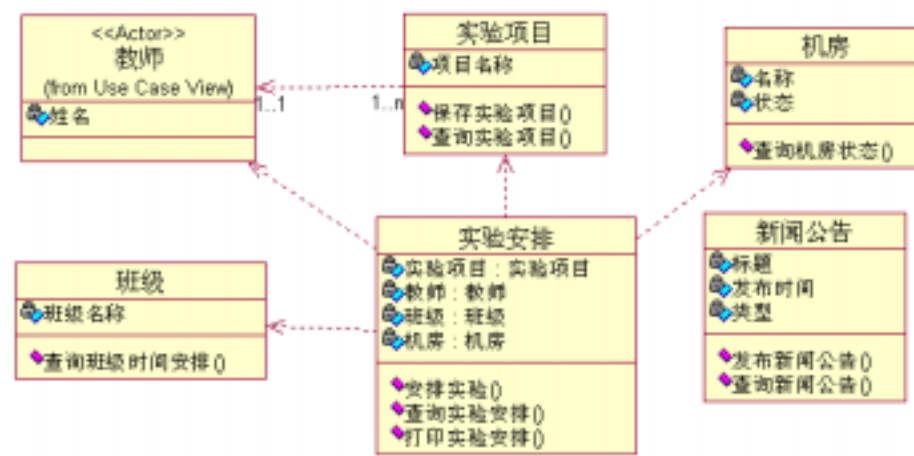 <<Actor>>
教师
(from Use Case View)
姓名
1..1
1..n
实验项目
项目名称
保存实验项目()
查询实验项目()
机房
名称
状态
查询机房状态()
班级
班级名称
查询班级时间安排()
实验安排
实验项目 : 实验项目
教师 : 教师
班级 : 班级
机房 : 机房
安排实验()
查询实验安排()
打印实验安排()
新闻公告
标题
发布时间
类型
发布新闻公告()
查询新闻公告()